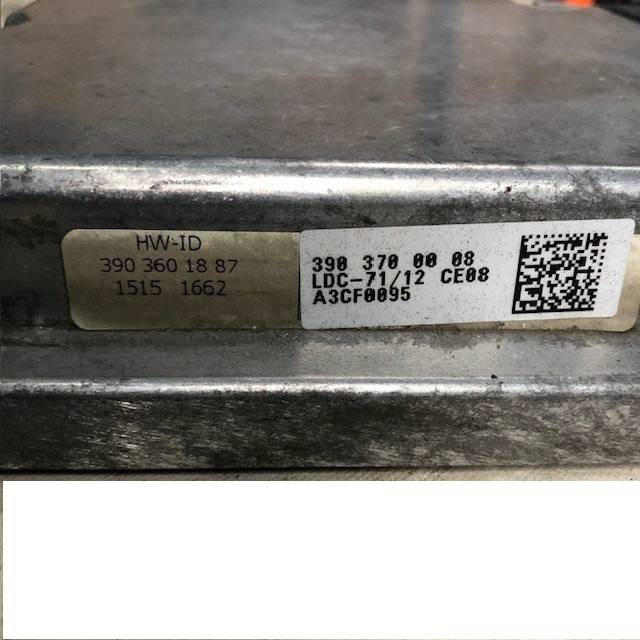 HW-ID
390 360 18 87
1515 1662
390 370 00 08
LDC-71/12 CE08
A3CF0095